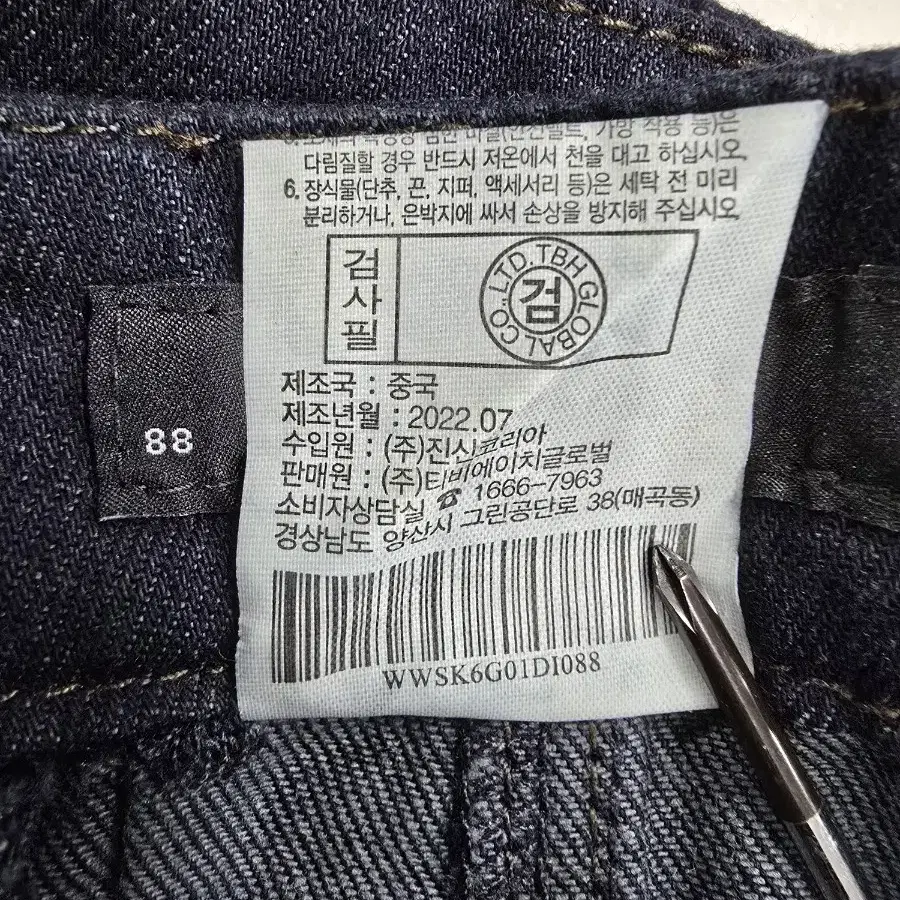 다림질할 경우 반드시 저온에서 천을 대고 하십시오.
6. 장식물(단추, 끈, 지퍼, 액세서리 등)은 세탁 전 미리
분리하거나, 은박지에 싸서 손상을 방지해 주십시오.
검사필
CO.,LTD. TBH GLOBAL
검
제조국 : 중국
제조년월 : 2022.07
수입원 : (주)진신코리아
판매원 : (주)티비에이치글로벌
소비자상담실 ☎ 1666-7963
경상남도 양산시 그린공단로 38(매곡동)
WWSK6G01DI088
88